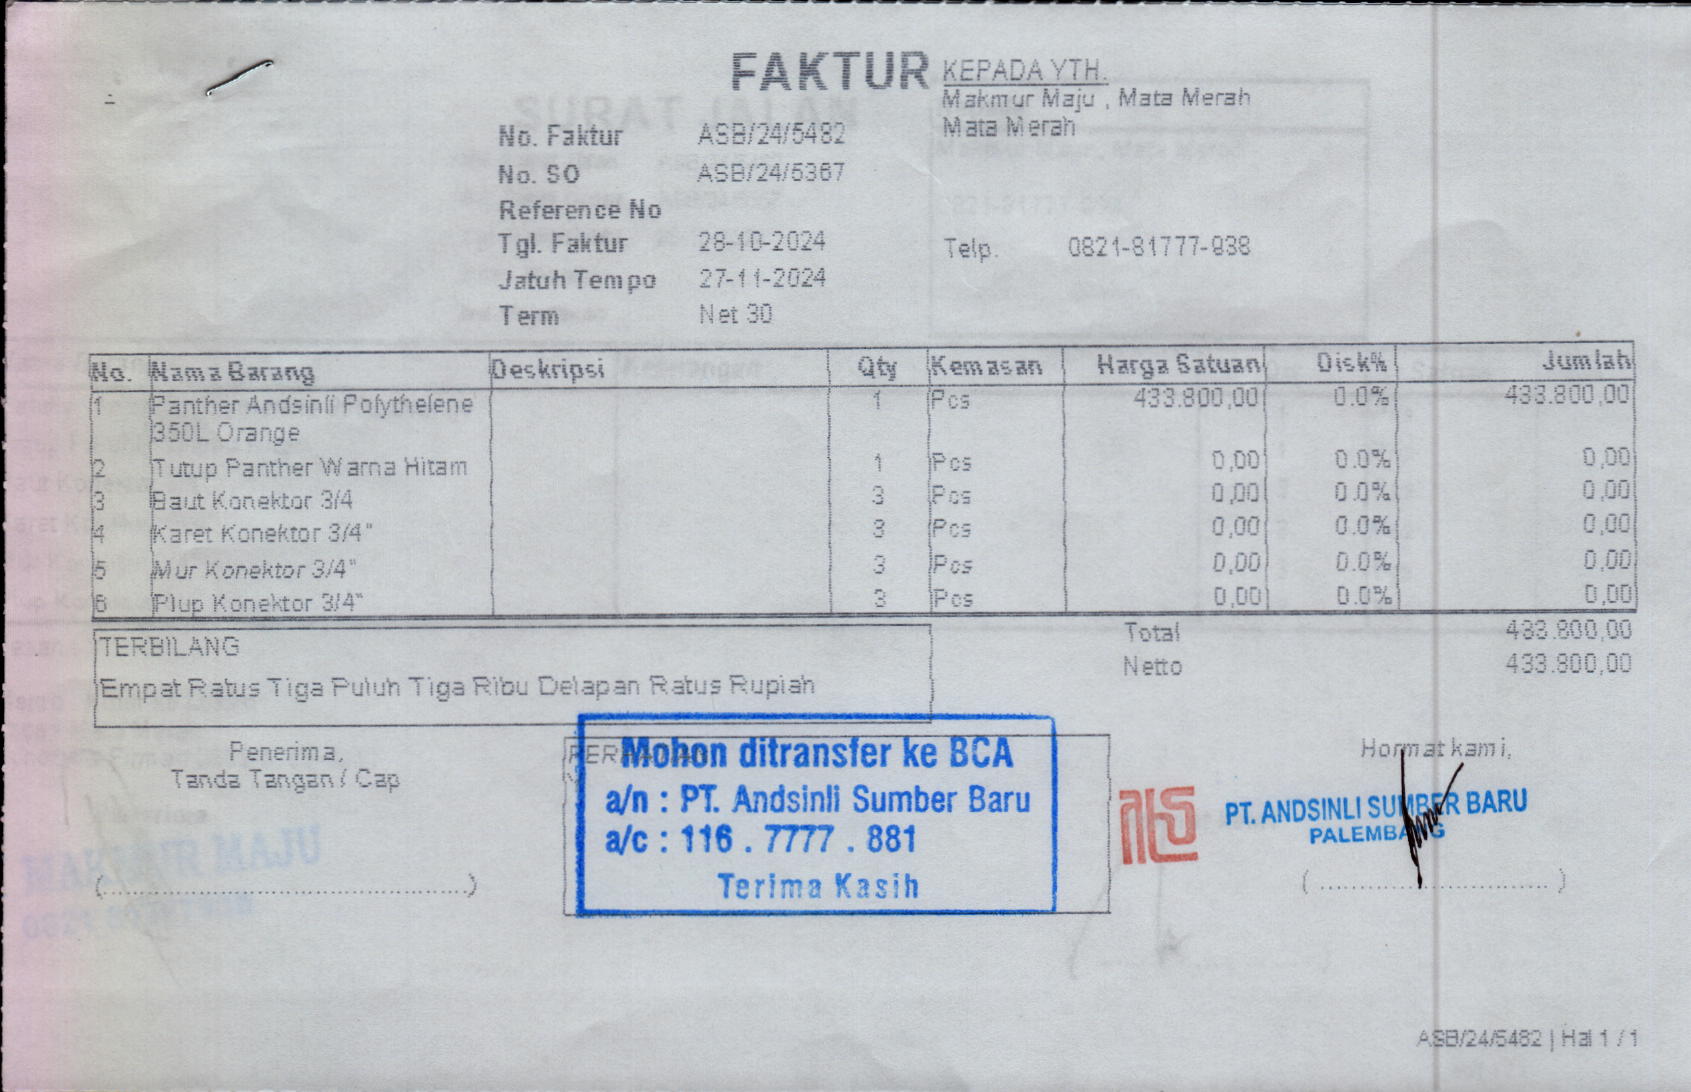 FAKTUR
KEPADA YTH.
Makmur Maju , Mata Merah
Mata Merah
No. Faktur ASB/24/5482
No. SO ASB/24/5367
Reference No
Tgl. Faktur 28-10-2024
Telp. 0821-81777-938
Jatuh Tempo 27-11-2024
Term Net 30
No. Nama Barang Deskripsi Qty Kemasan Harga Satuan Disk% Jumlah
1 Panther Andsinli Polythelene 1 Pcs 433.800,00 0.0% 433.800,00
350L Orange
2 Tutup Panther Warna Hitam 1 Pcs 0,00 0.0% 0,00
3 Baut Konektor 3/4 3 Pcs 0,00 0.0% 0,00
4 Karet Konektor 3/4" 3 Pcs 0,00 0.0% 0,00
5 Mur Konektor 3/4" 3 Pcs 0,00 0.0% 0,00
6 Plup Konektor 3/4" 3 Pcs 0,00 0.0% 0,00
Total 433.800,00
Netto 433.800,00
TERBILANG
Empat Ratus Tiga Puluh Tiga Ribu Delapan Ratus Rupiah
Penerima,
Tanda Tangan / Cap
(........................................)
Mohon ditransfer ke BCA
a/n : PT. Andsinli Sumber Baru
a/c : 116 . 7777 . 881
Terima Kasih
Hormat kami,
PT. ANDSINLI SUMBER BARU
PALEMBANG
( ............................ )
MAKMUR MAJU
SURAT JALAN
ASB/24/5482 | Hal 1 / 1